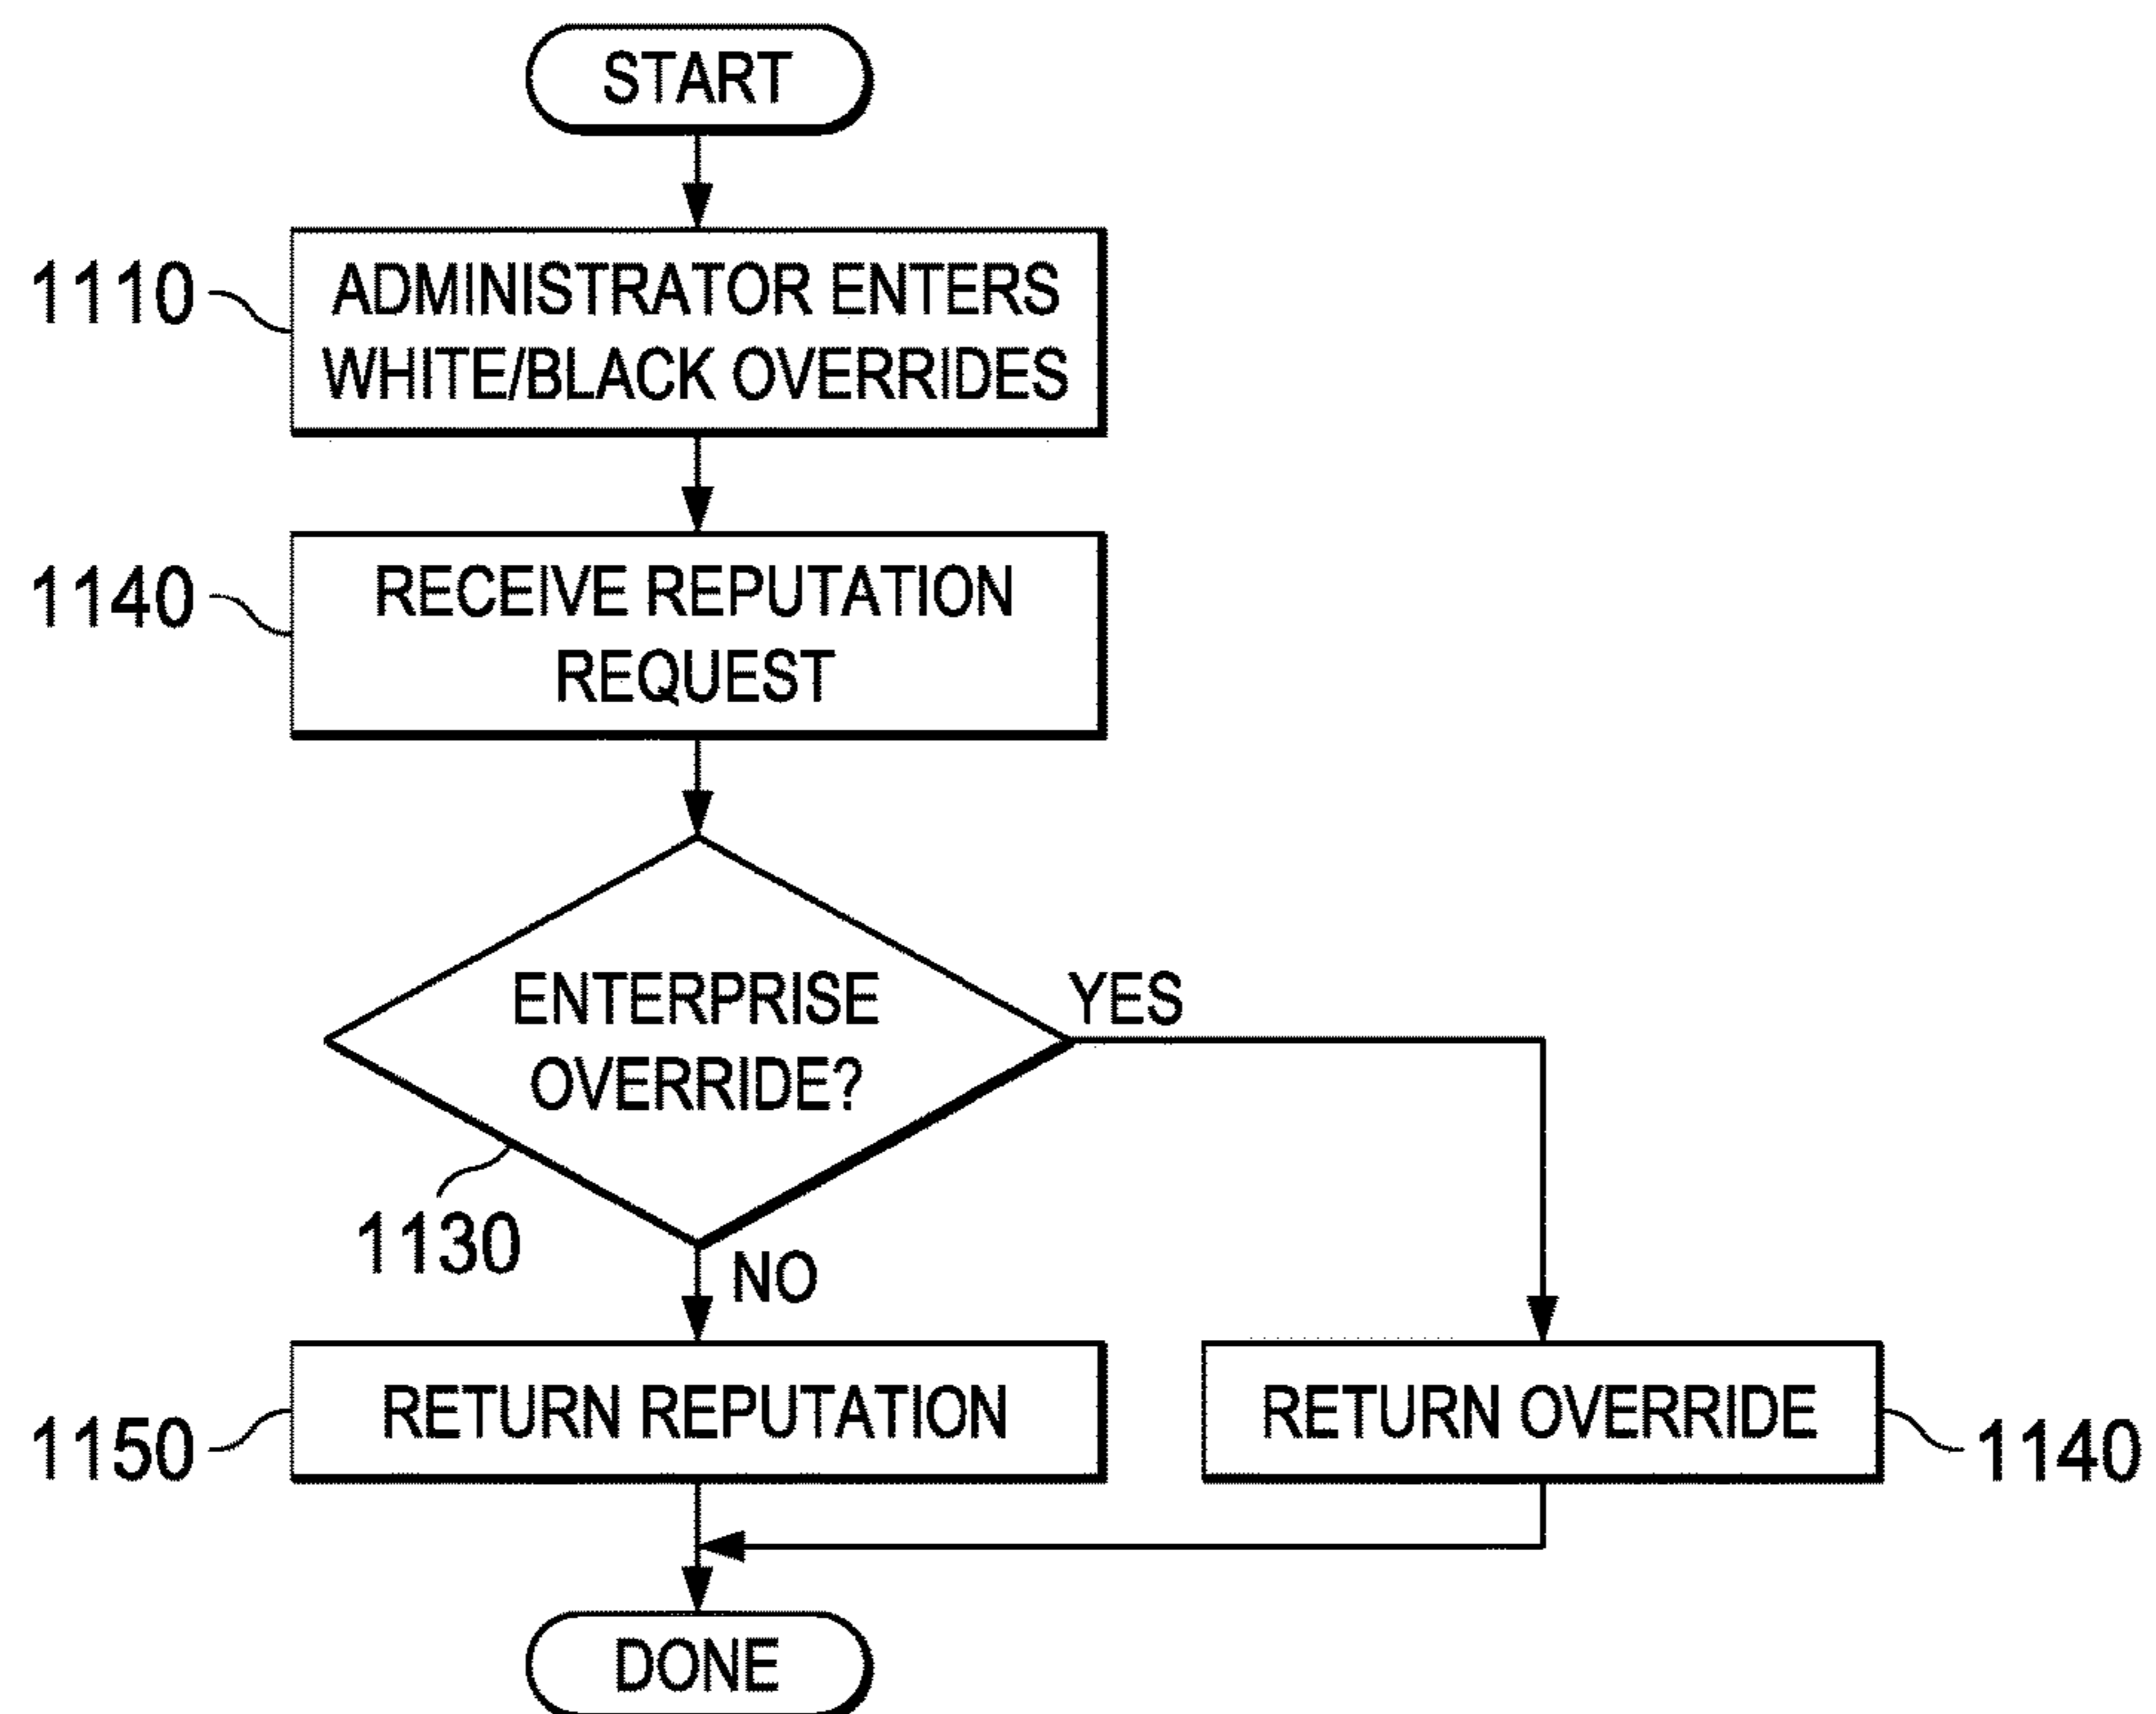 START
1110
ADMINISTRATOR ENTERS
WHITE/BLACK OVERRIDES
1140
RECEIVE REPUTATION
REQUEST
ENTERPRISE
OVERRIDE?
YES
1130
NO
1150
RETURN REPUTATION
RETURN OVERRIDE
1140
DONE